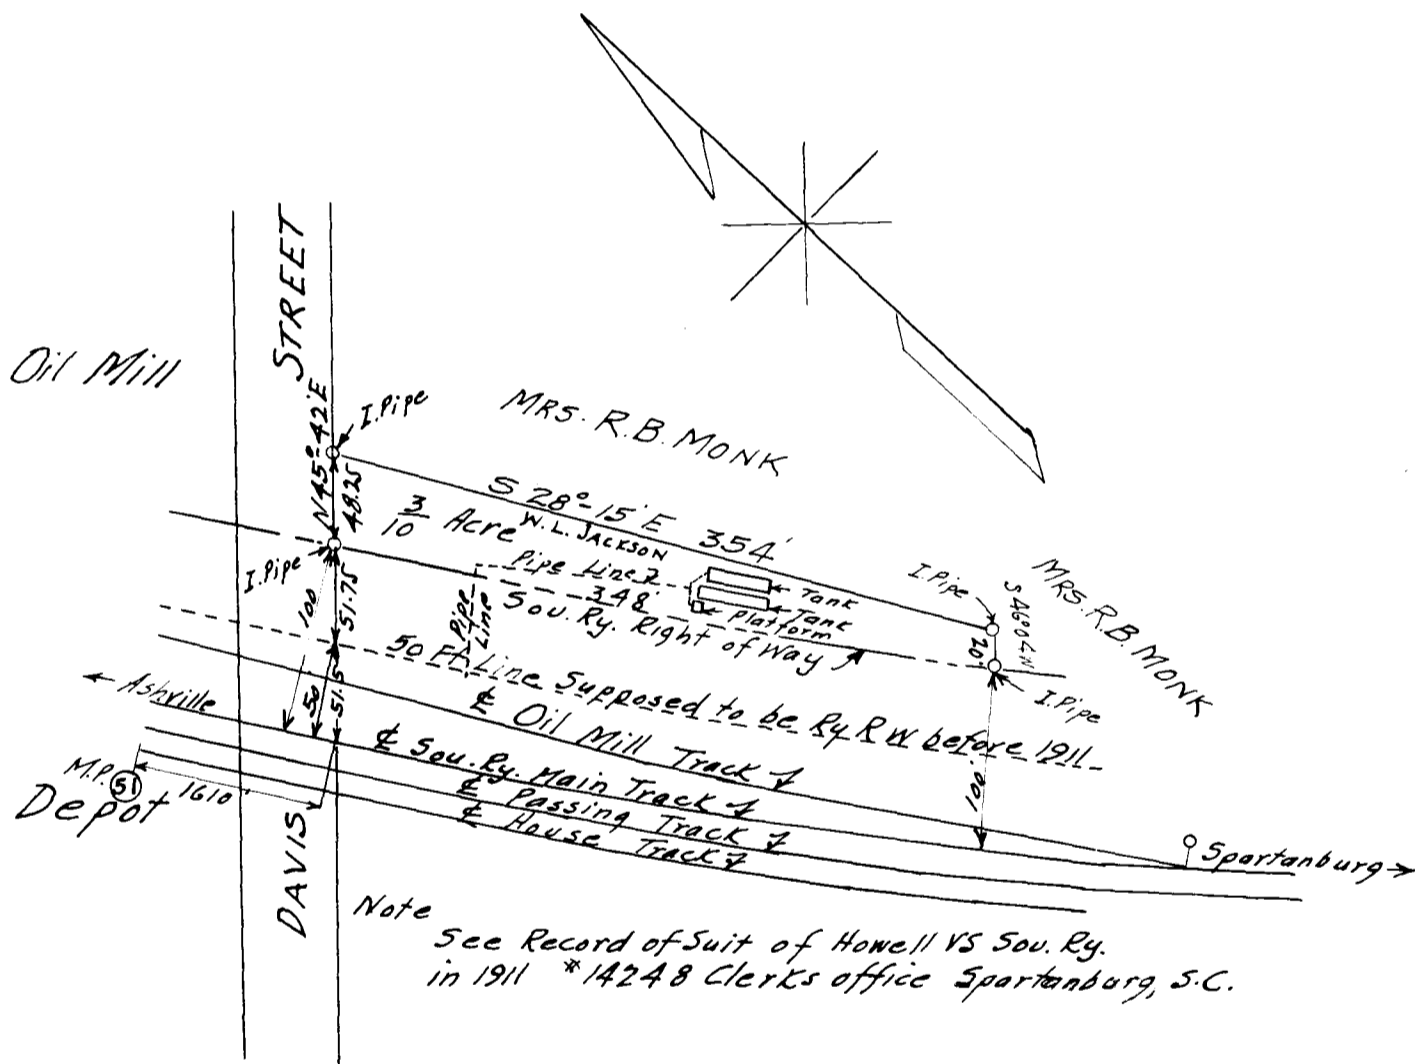 STREET
Oil Mill
I.Pipe
MRS. R.B. MONK
N45°-42'E
48.25
S 28°-15'E 354'
3/10 Acre
W.L. JACKSON
I.Pipe
Pipe Line
348'
Tank
Tank
Platform
Pipe Line
Sou. Ry. Right of Way
I.Pipe
MRS. R.B. MONK
20'
I.Pipe
100
51.75
50 Ft. Line Supposed to be Ry R W before 1911
50
51.5
100'
Ashville
℄ Oil Mill Track
℄ Sou. Ry. Main Track
℄ Passing Track
℄ House Track
M.P. 51
1610'
Depot
Spartanburg
DAVIS
Note
See Record of Suit of Howell VS Sou. Ry.
in 1911 #14248 Clerks office Spartanburg, S.C.